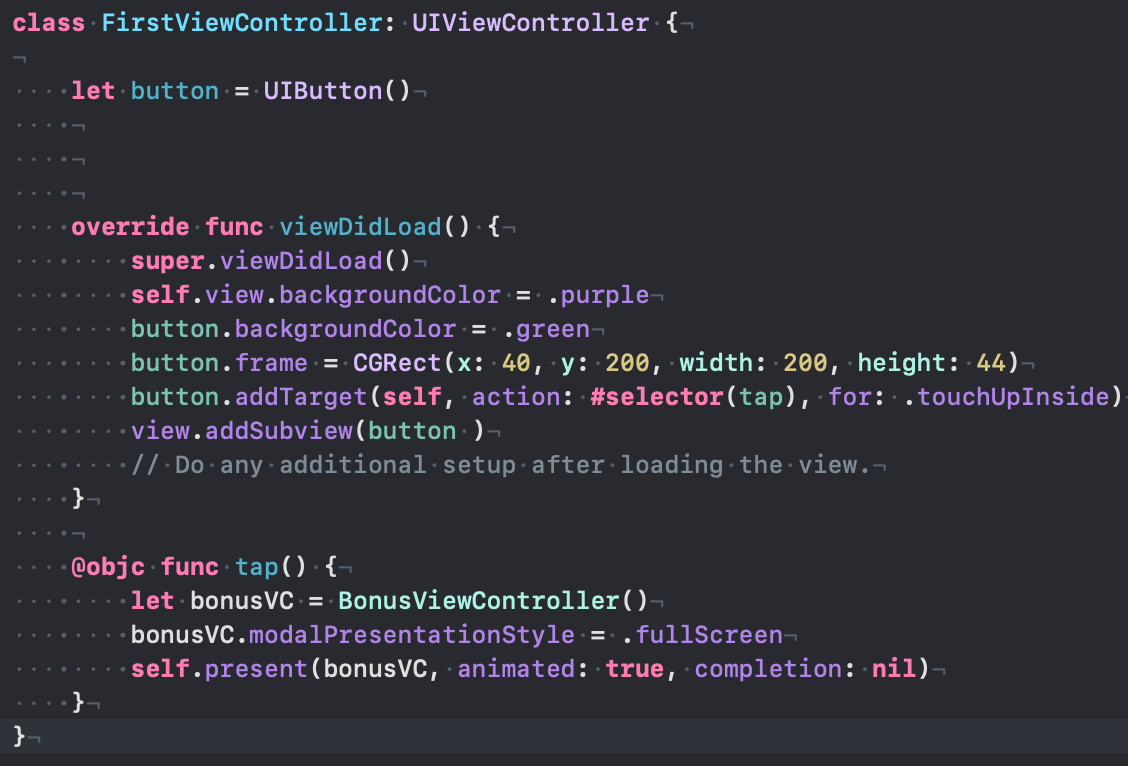 class FirstViewController: UIViewController {

    let button = UIButton()
    
    
    
    override func viewDidLoad() {
        super.viewDidLoad()
        self.view.backgroundColor = .purple
        button.backgroundColor = .green
        button.frame = CGRect(x: 40, y: 200, width: 200, height: 44)
        button.addTarget(self, action: #selector(tap), for: .touchUpInside)
        view.addSubview(button )
        // Do any additional setup after loading the view.
    }
    
    @objc func tap() {
        let bonusVC = BonusViewController()
        bonusVC.modalPresentationStyle = .fullScreen
        self.present(bonusVC, animated: true, completion: nil)
    }
}